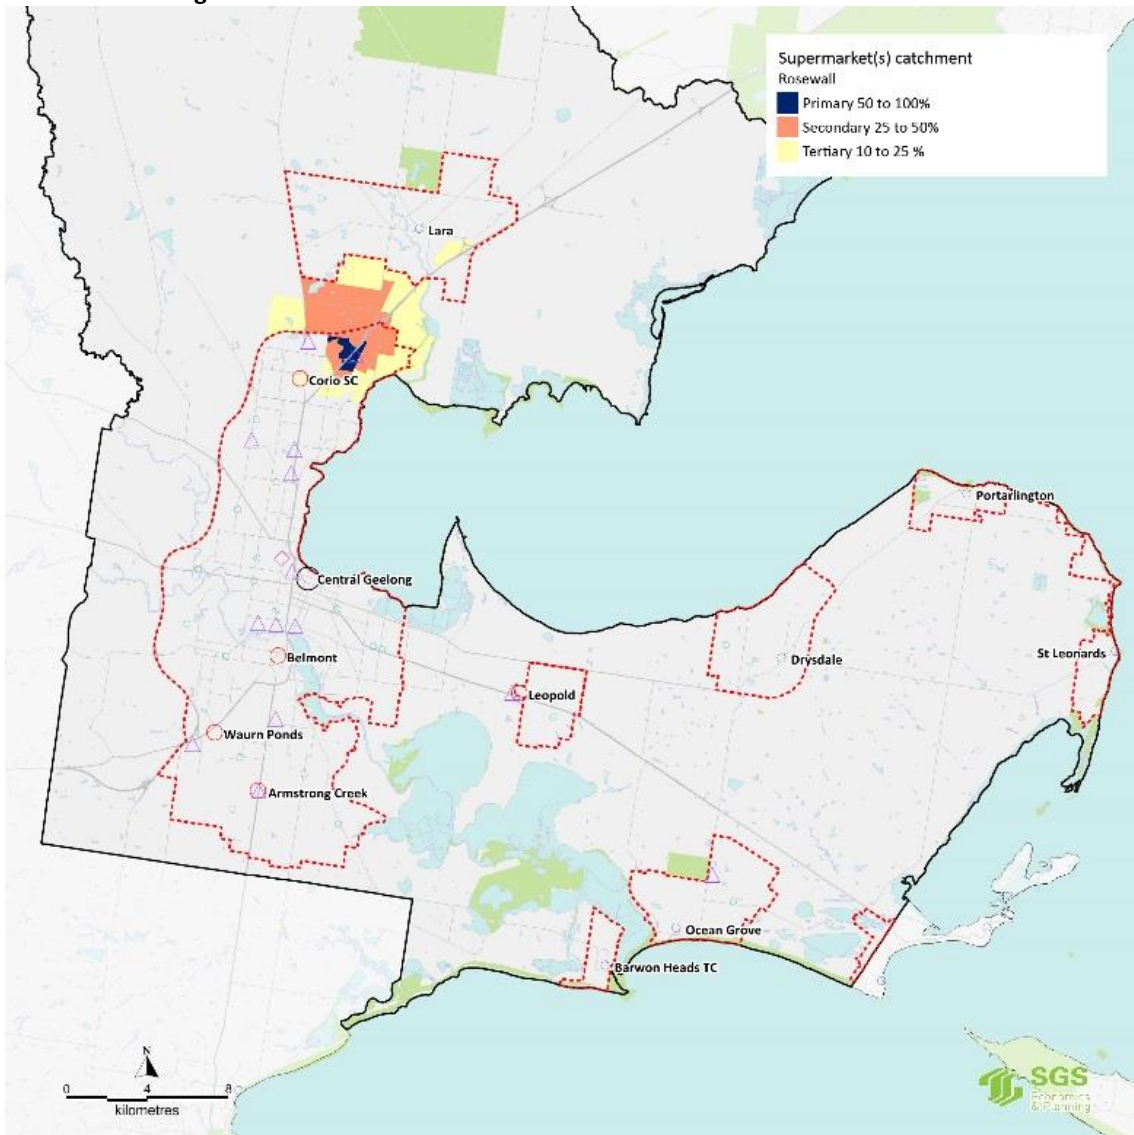 Supermarket(s) catchment
Rosewall
Primary 50 to 100%
Secondary 25 to 50%
Tertiary 10 to 25 %
Lara
Corio SC
Portarlington
Central Geelong
Belmont
Drysdale
St Leonards
Leopold
Waurn Ponds
Armstrong Creek
Ocean Grove
Barwon Heads TC
N
0 4 8
kilometres
SGS
Economics
& Planning